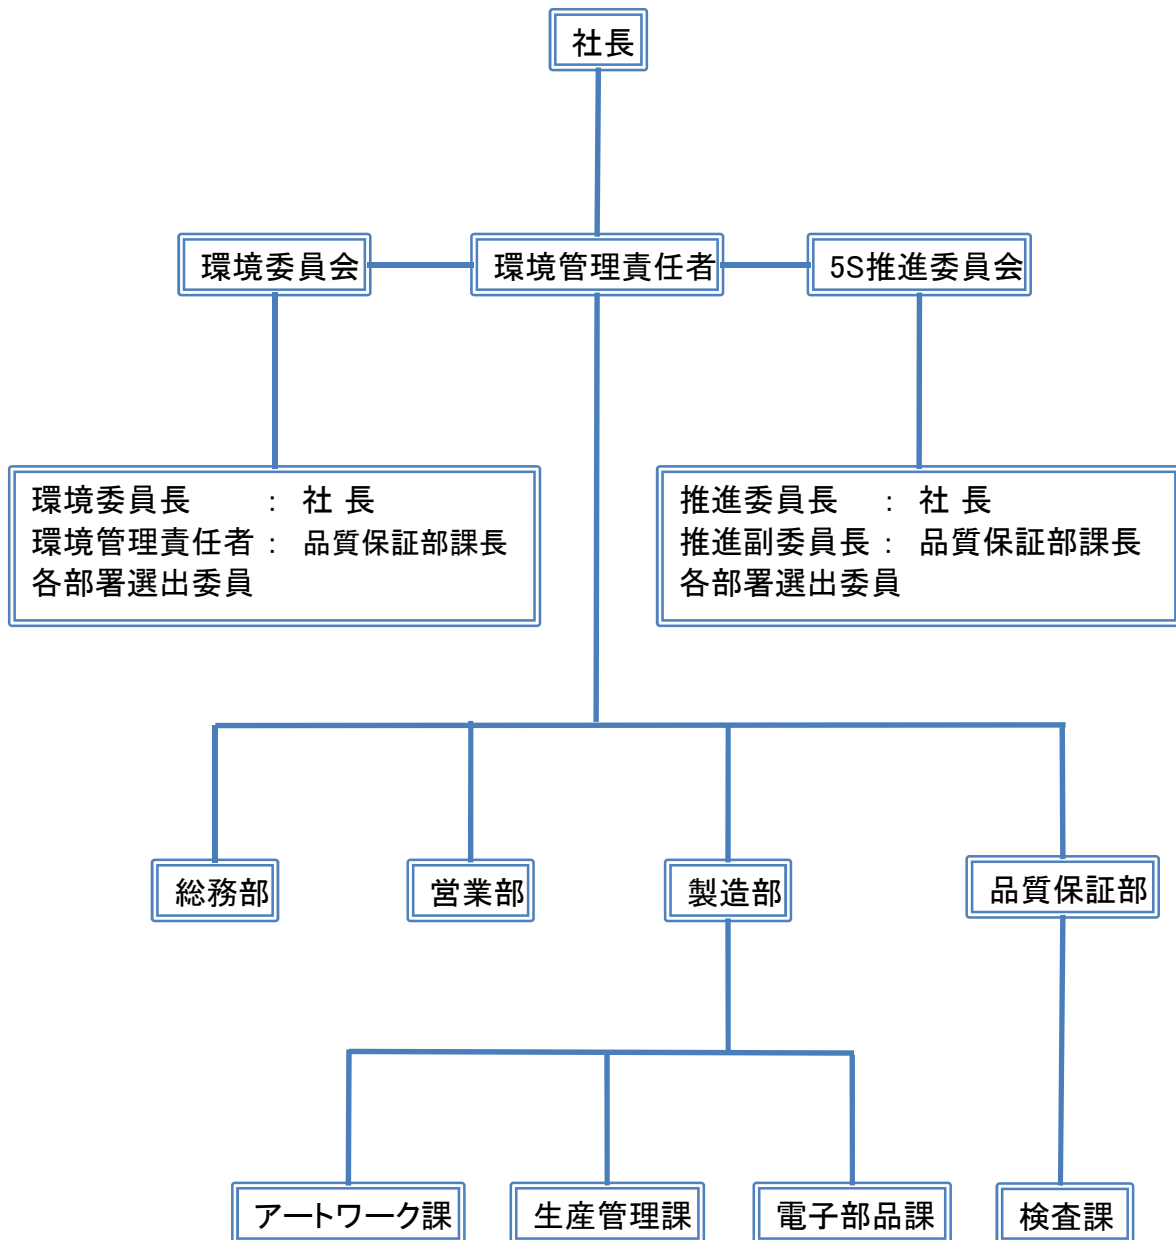 社長
環境委員会
環境管理責任者
5S推進委員会
環境委員長 : 社 長
環境管理責任者 : 品質保証部課長
各部署選出委員
推進委員長 : 社 長
推進副委員長 : 品質保証部課長
各部署選出委員
総務部
営業部
製造部
品質保証部
アートワーク課
生産管理課
電子部品課
検査課